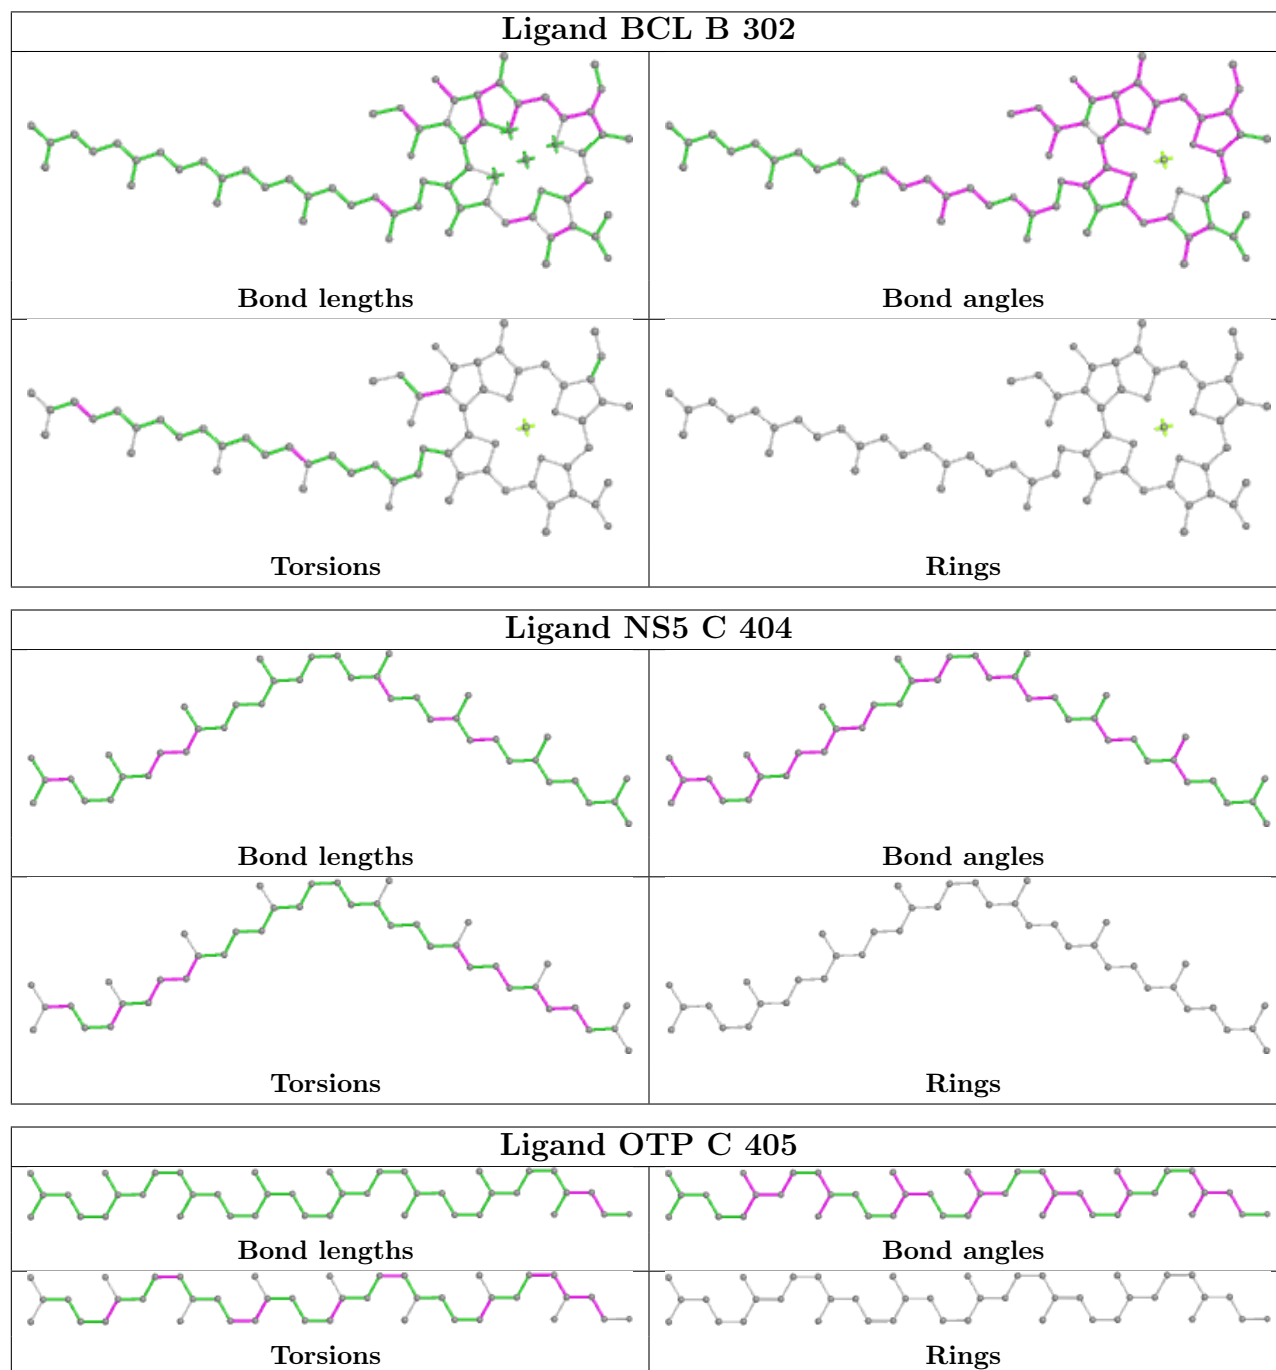 Ligand BCL B 302
Bond lengths
Bond angles
Torsions
Rings
Ligand NS5 C 404
Bond lengths
Bond angles
Torsions
Rings
Ligand OTP C 405
Bond lengths
Bond angles
Torsions
Rings